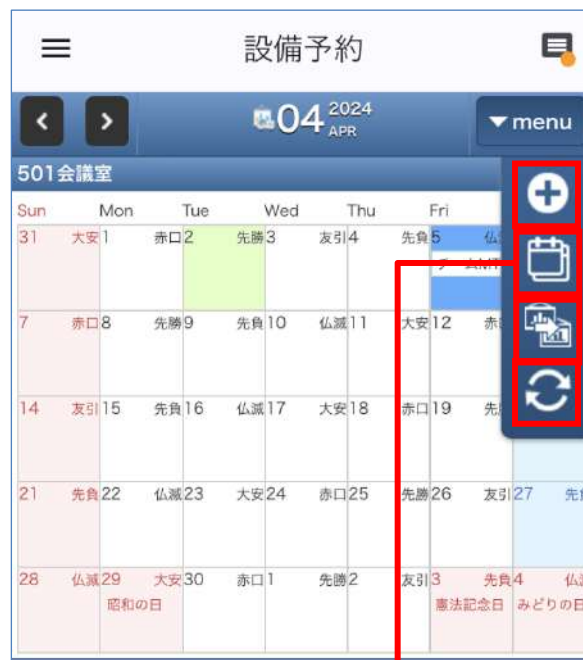 設備予約
04 2024
APR
menu
501会議室
Sun Mon Tue Wed Thu Fri
31 大安 1 赤口 2 先勝 3 友引 4 先負 5
7 赤口 8 先勝 9 先負 10 仏滅 11 大安 12
14 友引 15 先負 16 仏滅 17 大安 18 赤口 19
21 先負 22 仏滅 23 大安 24 赤口 25 先勝 26 友引 27 先負
28 仏滅 29 大安 30 赤口 1 先勝 2 友引 3 先負 4 仏滅
昭和の日 憲法記念日 みどりの日